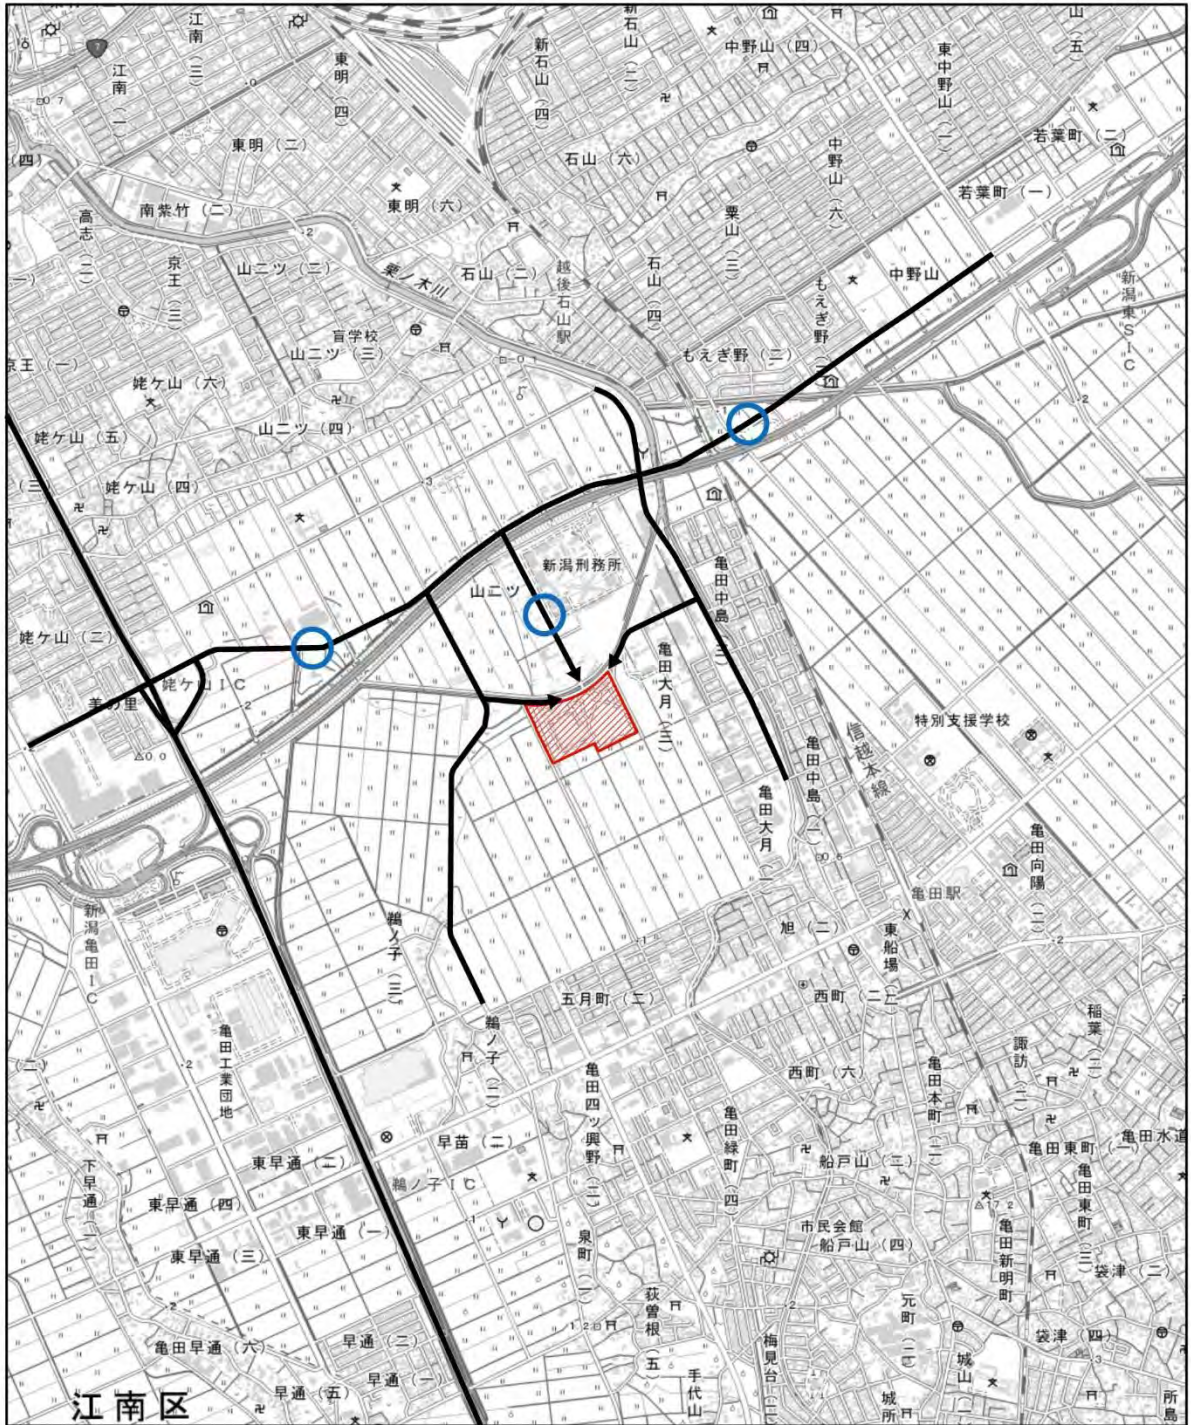 江南（三）
東明（四）
新石山（四）
新石山（二）
中野山（四）
東中野山（一）
山（五）
7
江南（一）
東明（二）
石山（六）
中野山（六）
若葉町（二）
（四）
高志（二）
南紫竹（二）
東明（六）
栗山（三）
若葉町（一）
京王（三）
山二ツ（二）
栗ノ木川
石山（二）
越後石山駅
石山（四）
中野山
新潟東ＳＩＣ
盲学校
山二ツ（三）
もえぎ野（二）
京王（一）
姥ケ山（六）
山二ツ（四）
姥ケ山（五）
（三）
姥ケ山（四）
新潟刑務所
山二ツ
亀田中島（三）
姥ケ山（二）
姥ケ山ＩＣ
美の里
亀田大月（三）
特別支援学校
信越本線
亀田中島（一）
亀田大月（一）
亀田向陽（二）
新潟亀田ＩＣ
鵜ノ子（三）
亀田駅
旭（二）
東船場（二）
五月町（二）
西町（二）
稲葉（二）
鵜ノ子（二）
亀田工業団地
諏訪（二）
（二）
亀田四ッ興野（二）
西町（六）
亀田本町（二）
亀田緑町（四）
早苗（二）
船戸山（三）
亀田東町（一）
亀田水道
東早通（二）
下早通（一）
鵜ノ子ＩＣ
亀田東町（三）
東早通（四）
東早通（一）
市民会館
船戸山（四）
亀田新明町
東早通（三）
泉町（一）
袋津（二）
荻曽根（五）
元町（二）
亀田早通（六）
早通（二）
梅見台
袋津（四）
早通（一）
早通（五）
手代山
城山
城所
所島
江南区